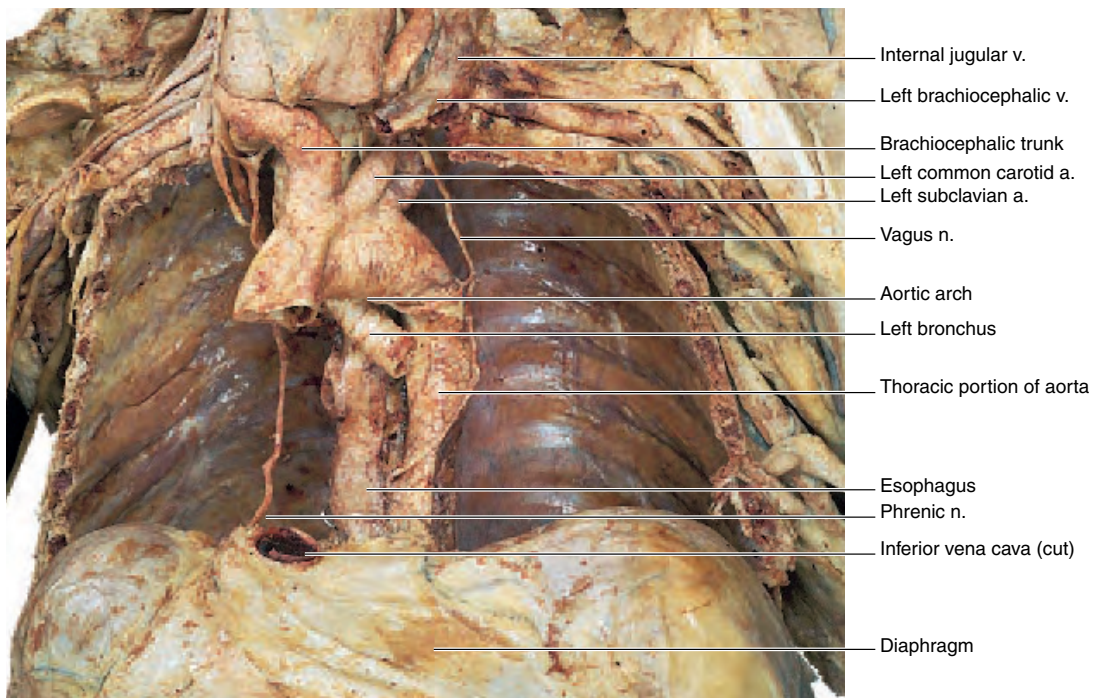 Internal jugular v.
Left brachiocephalic v.
Brachiocephalic trunk
Left common carotid a.
Left subclavian a.
Vagus n.
Aortic arch
Left bronchus
Thoracic portion of aorta
Esophagus
Phrenic n.
Inferior vena cava (cut)
Diaphragm